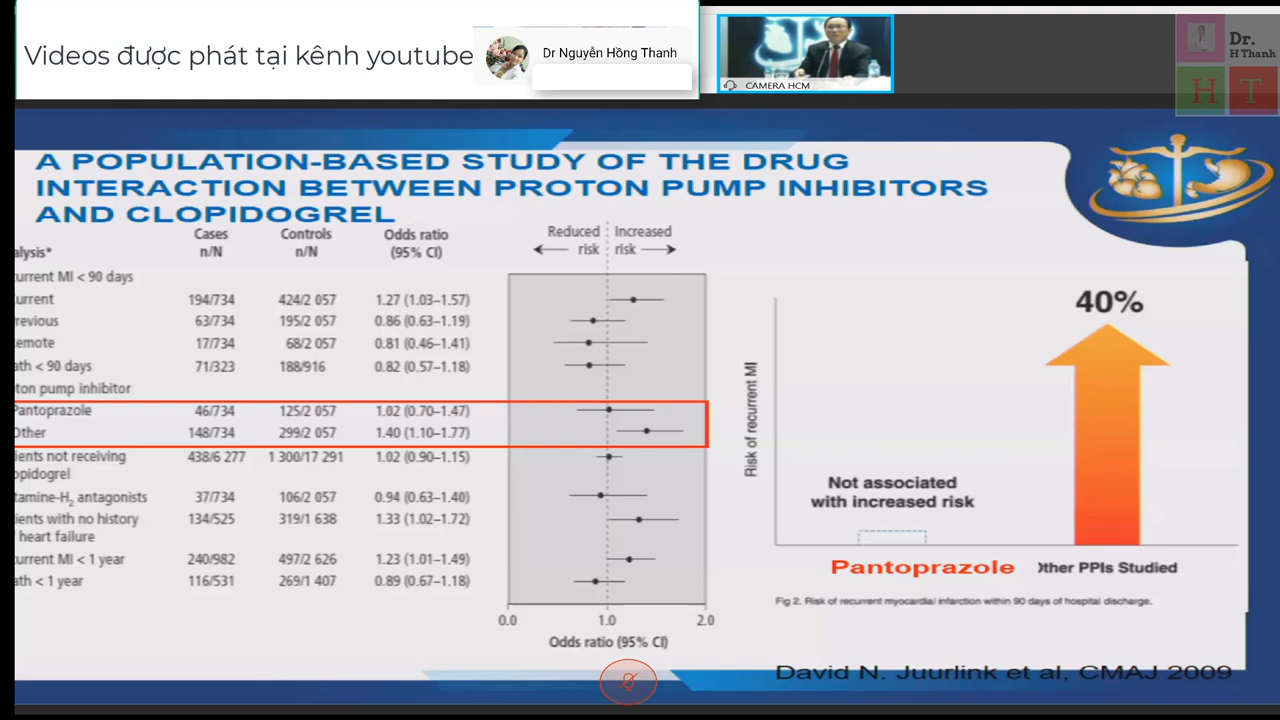 Videos được phát tại kênh youtube
Dr Nguyễn Hồng Thanh
CAMERA HCM
Dr.
H Thanh
H T
A POPULATION-BASED STUDY OF THE DRUG
INTERACTION BETWEEN PROTON PUMP INHIBITORS
AND CLOPIDOGREL
alysis* Cases n/N Controls n/N Odds ratio (95% CI) Reduced risk Increased risk
current MI < 90 days
Current 194/734 424/2 057 1.27 (1.03–1.57)
revious 63/734 195/2 057 0.86 (0.63–1.19)
emote 17/734 68/2 057 0.81 (0.46–1.41)
ath < 90 days 71/323 188/916 0.82 (0.57–1.18)
ton pump inhibitor
Pantoprazole 46/734 125/2 057 1.02 (0.70–1.47)
Other 148/734 299/2 057 1.40 (1.10–1.77)
ients not receiving 438/6 277 1 300/17 291 1.02 (0.90–1.15)
opidogrel
tamine-H2 antagonists 37/734 106/2 057 0.94 (0.63–1.40)
ients with no history 134/525 319/1 638 1.33 (1.02–1.72)
heart failure
current MI < 1 year 240/982 497/2 626 1.23 (1.01–1.49)
ath < 1 year 116/531 269/1 407 0.89 (0.67–1.18)
0.0 1.0 2.0
Odds ratio (95% CI)
40%
Risk of recurrent MI
Not associated
with increased risk
Pantoprazole
Other PPIs Studied
Fig 2. Risk of recurrent myocardial infarction within 90 days of hospital discharge.
David N. Juurlink et al, CMAJ 2009